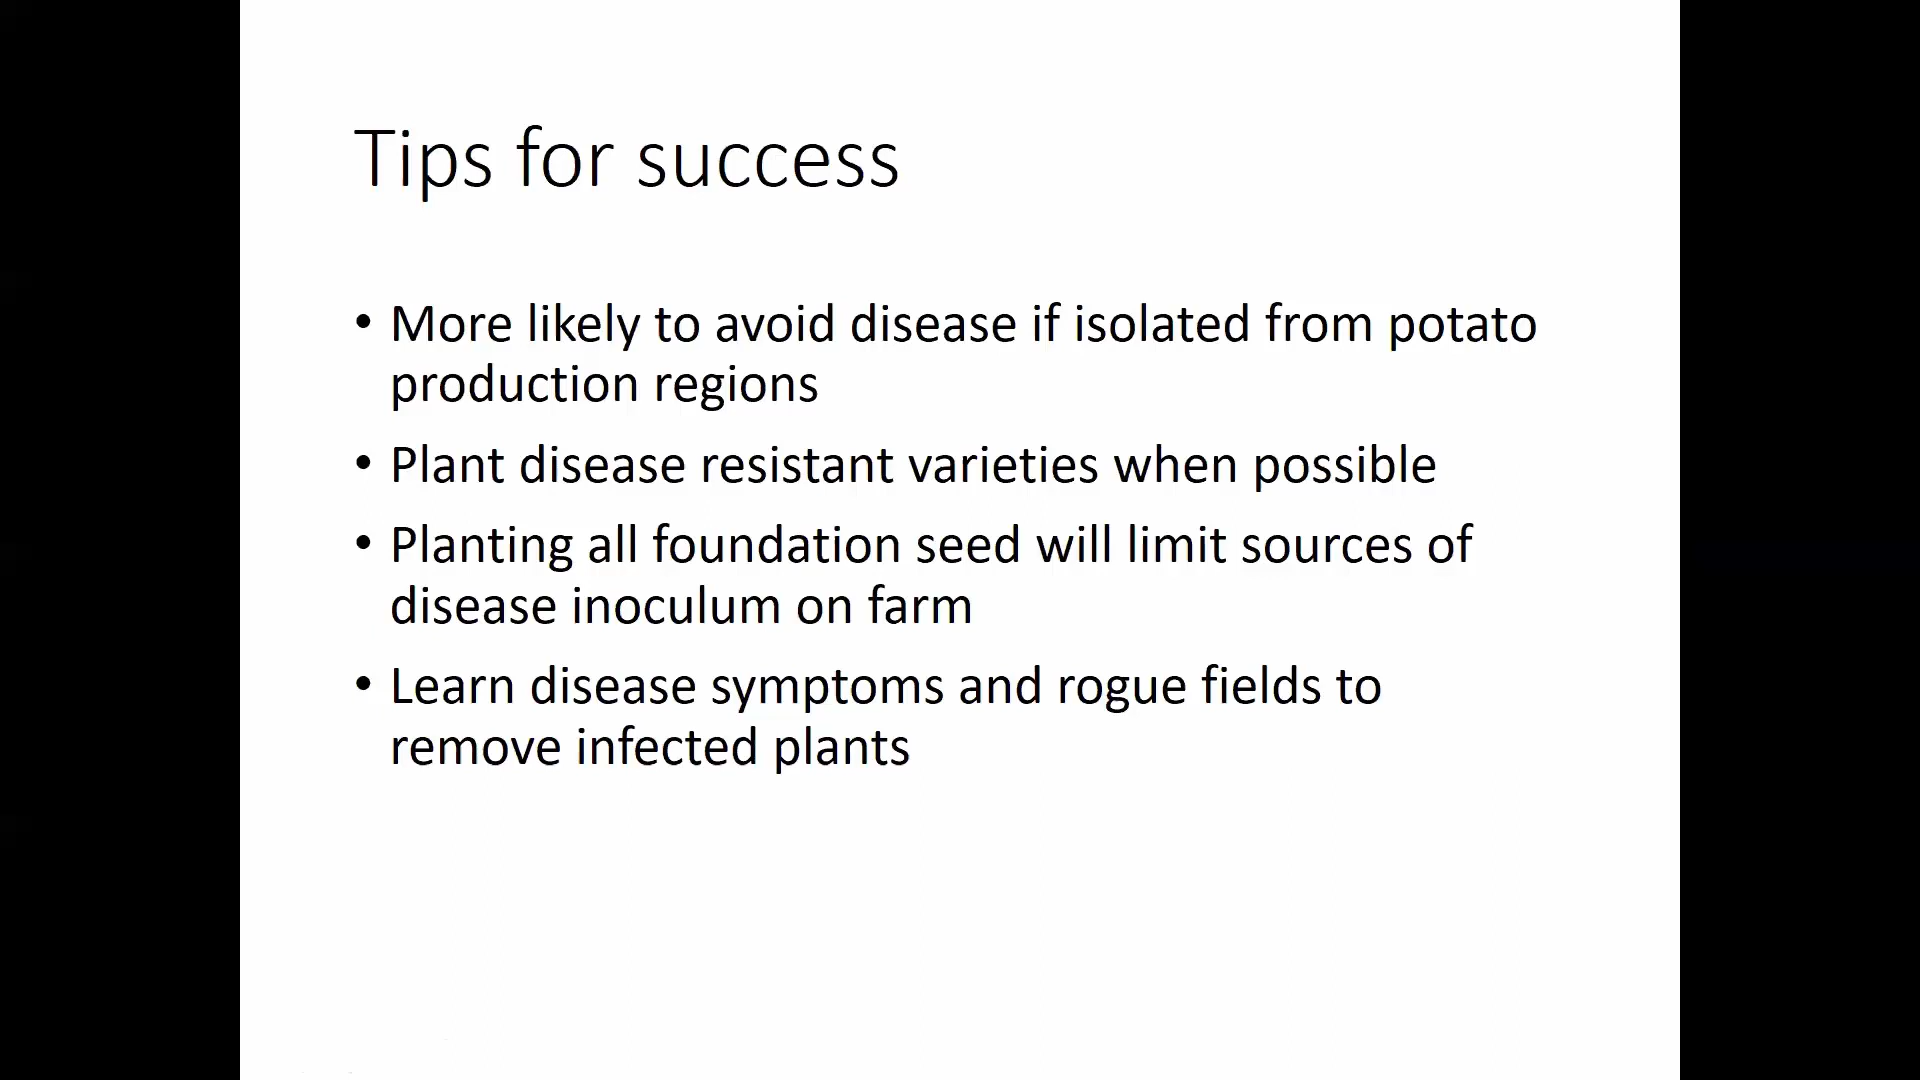 Tips for success
• More likely to avoid disease if isolated from potato
production regions
• Plant disease resistant varieties when possible
• Planting all foundation seed will limit sources of
disease inoculum on farm
• Learn disease symptoms and rogue fields to
remove infected plants